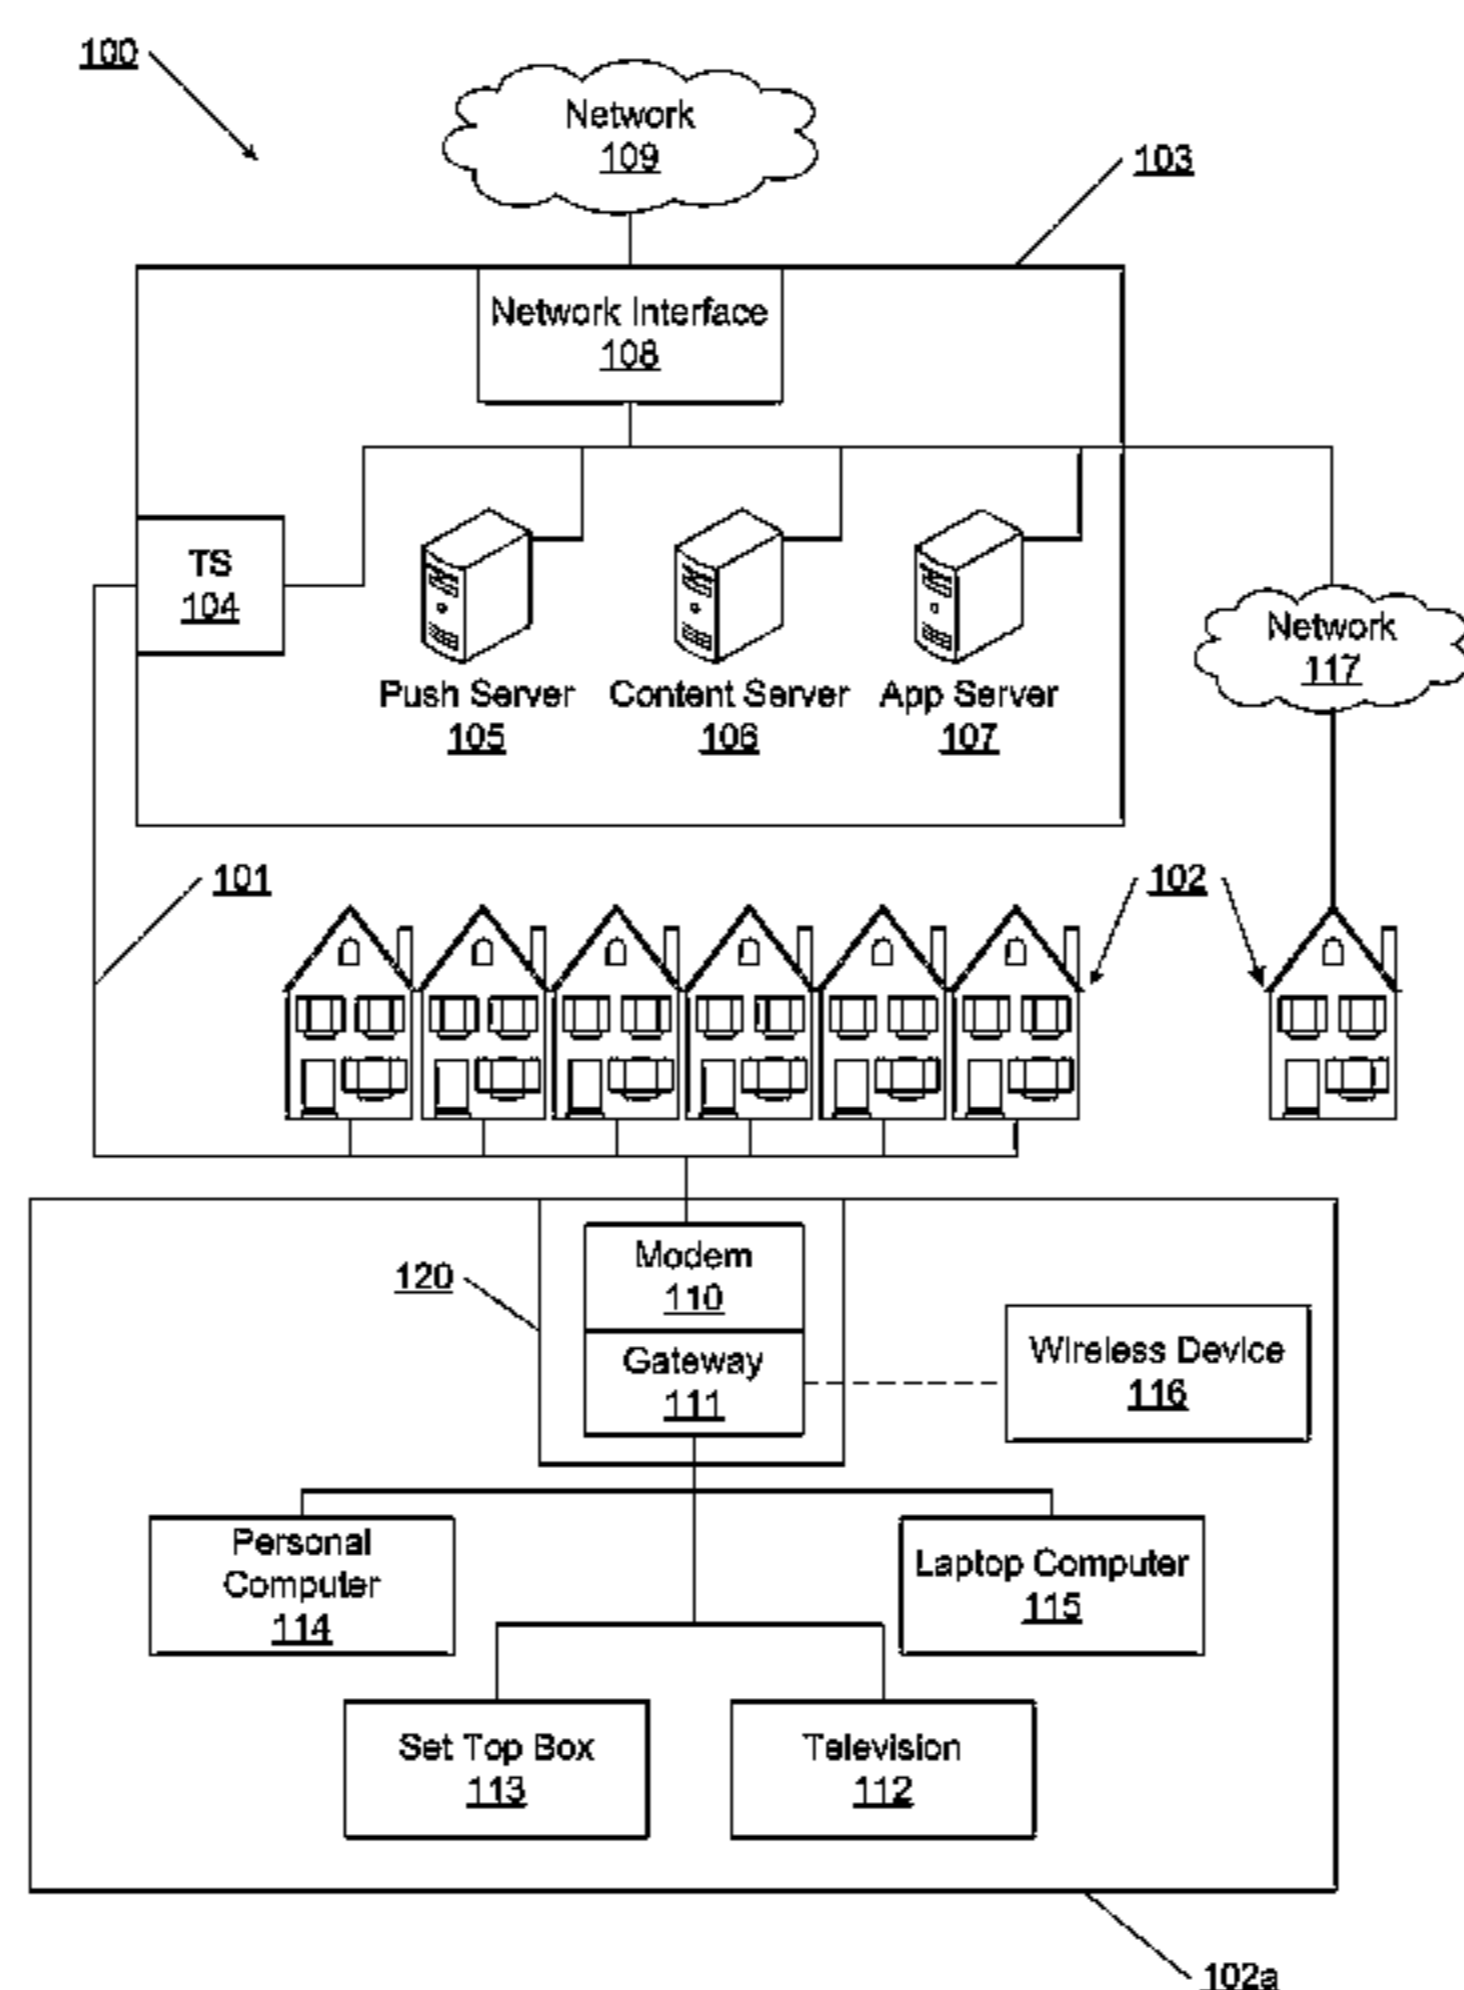 100
Network
109
103
Network Interface
108
TS
104
Push Server
105
Content Server
106
App Server
107
Network
117
101
102
Modem
110
120
Gateway
111
Wireless Device
116
Personal
Computer
114
Laptop Computer
115
Set Top Box
113
Television
112
102a